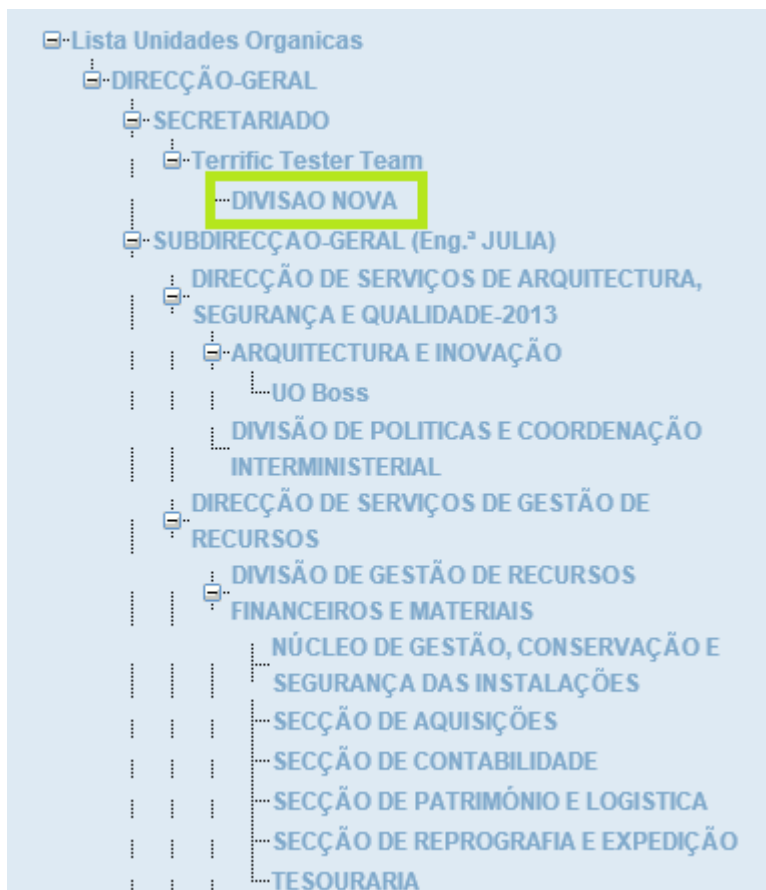 Lista Unidades Organicas
DIRECÇÃO-GERAL
SECRETARIADO
Terrific Tester Team
DIVISAO NOVA
SUBDIRECÇAO-GERAL (Eng.ª JULIA)
DIRECÇÃO DE SERVIÇOS DE ARQUITECTURA,
SEGURANÇA E QUALIDADE-2013
ARQUITECTURA E INOVAÇÃO
UO Boss
DIVISÃO DE POLITICAS E COORDENAÇÃO
INTERMINISTERIAL
DIRECÇÃO DE SERVIÇOS DE GESTÃO DE
RECURSOS
DIVISÃO DE GESTÃO DE RECURSOS
FINANCEIROS E MATERIAIS
NÚCLEO DE GESTÃO, CONSERVAÇÃO E
SEGURANÇA DAS INSTALAÇÕES
SECÇÃO DE AQUISIÇÕES
SECÇÃO DE CONTABILIDADE
SECÇÃO DE PATRIMÓNIO E LOGISTICA
SECÇÃO DE REPROGRAFIA E EXPEDIÇÃO
TESOURARIA